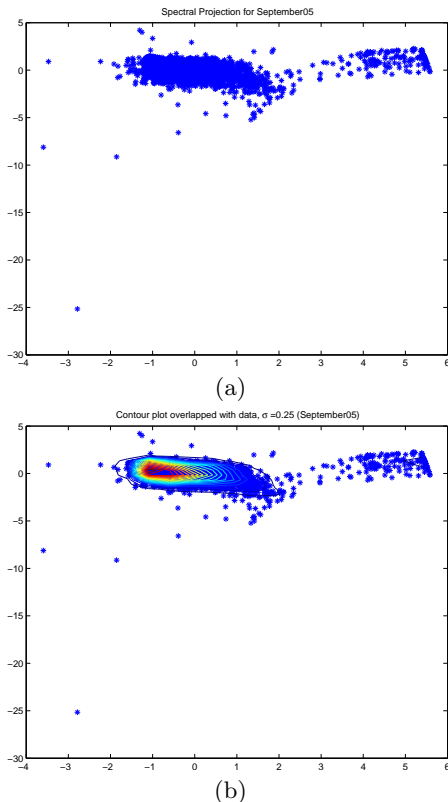 Spectral Projection for September05
5
0
−5
−10
−15
−20
−25
−30
−4 −3 −2 −1 0 1 2 3 4 5 6
(a)
Contour plot overlapped with data, σ =0.25 (September05)
5
0
−5
−10
−15
−20
−25
−30
−4 −3 −2 −1 0 1 2 3 4 5 6
(b)